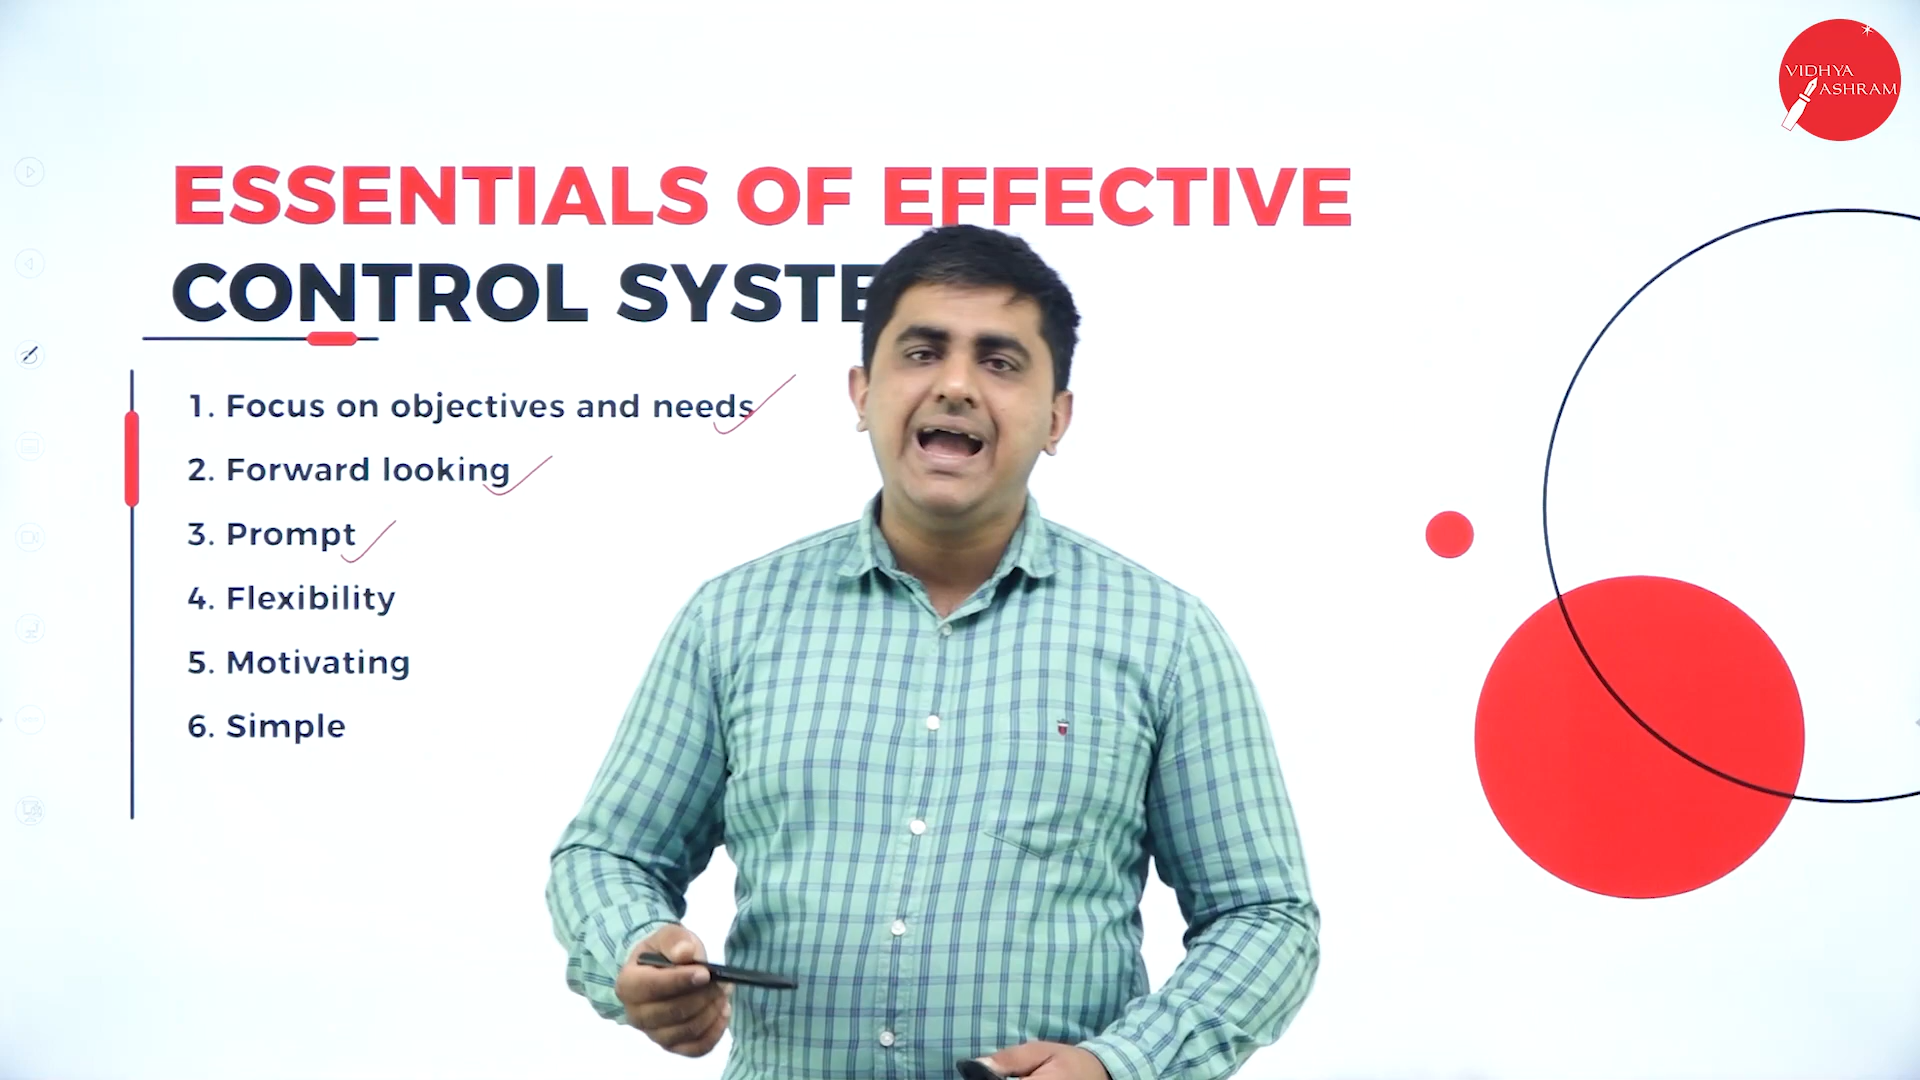 VIDHYA
ASHRAM
ESSENTIALS OF EFFECTIVE
CONTROL SYSTE
1. Focus on objectives and needs
2. Forward looking
3. Prompt
4. Flexibility
5. Motivating
6. Simple